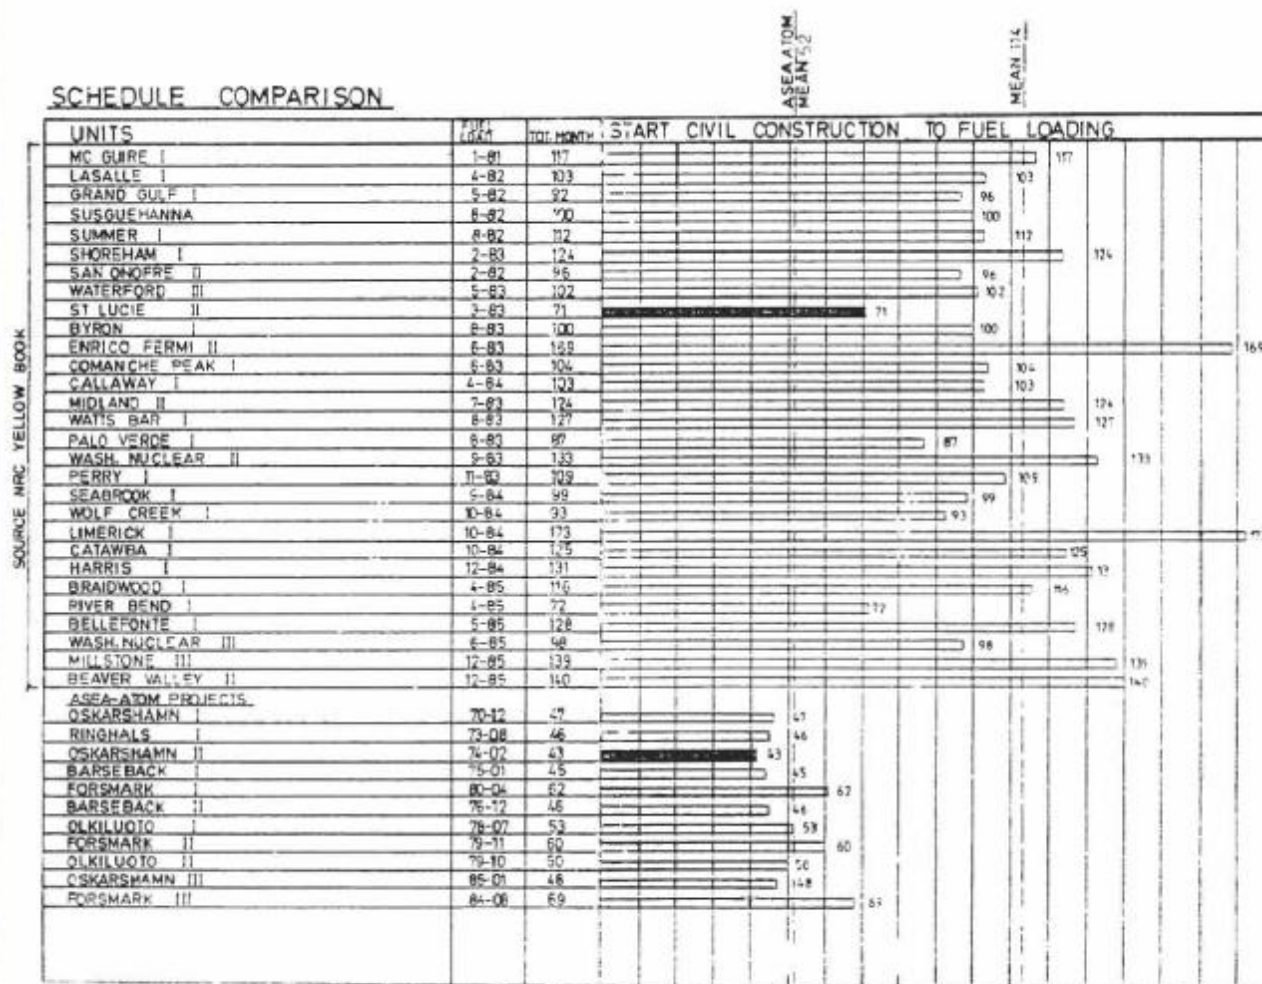 ASEA ATOM
MEAN 52
MEAN 114
SCHEDULE COMPARISON
UNITS FUEL LOAD TOT. MONTH START CIVIL CONSTRUCTION TO FUEL LOADING
SOURCE NRC YELLOW BOOK
MC GUIRE I 1-81 117 117
LASALLE I 4-82 103 103
GRAND GULF I 5-82 92 96
SUSGUEHANNA 8-82 100 100
SUMMER I 8-82 112 112
SHOREHAM I 2-83 124 124
SAN ONOFRE II 2-82 96 96
WATERFORD III 5-83 102 102
ST LUCIE II 3-83 71 71
BYRON I 8-83 100 100
ENRICO FERMI II 6-83 169 169
COMANCHE PEAK I 6-83 104 104
CALLAWAY I 4-84 103 103
MIDLAND II 7-83 124 124
WATTS BAR I 8-83 127 127
PALO VERDE I 8-83 87 87
WASH. NUCLEAR II 9-83 133 133
PERRY I 11-83 109 109
SEABROOK I 9-84 99 99
WOLF CREEK I 10-84 93 93
LIMERICK I 10-84 173
CATAWBA I 10-84 125 125
HARRIS I 12-84 131
BRAIDWOOD I 4-85 116 116
RIVER BEND I 4-85 72 72
BELLEFONTE I 5-85 128 128
WASH. NUCLEAR III 6-85 98 98
MILLSTONE III 12-85 139 139
BEAVER VALLEY II 12-85 140 140
ASEA-ATOM PROJECTS
OSKARSHAMN I 70-12 47 47
RINGHALS I 73-08 46 46
OSKARSHAMN II 74-02 43 43
BARSEBACK I 75-01 45 45
FORSMARK I 80-04 62 62
BARSEBACK II 76-12 46 46
OLKILUOTO I 78-07 53 53
FORSMARK II 79-11 60 60
OLKILUOTO II 79-10 50 50
OSKARSHAMN III 85-01 48 148
FORSMARK III 84-08 69 69